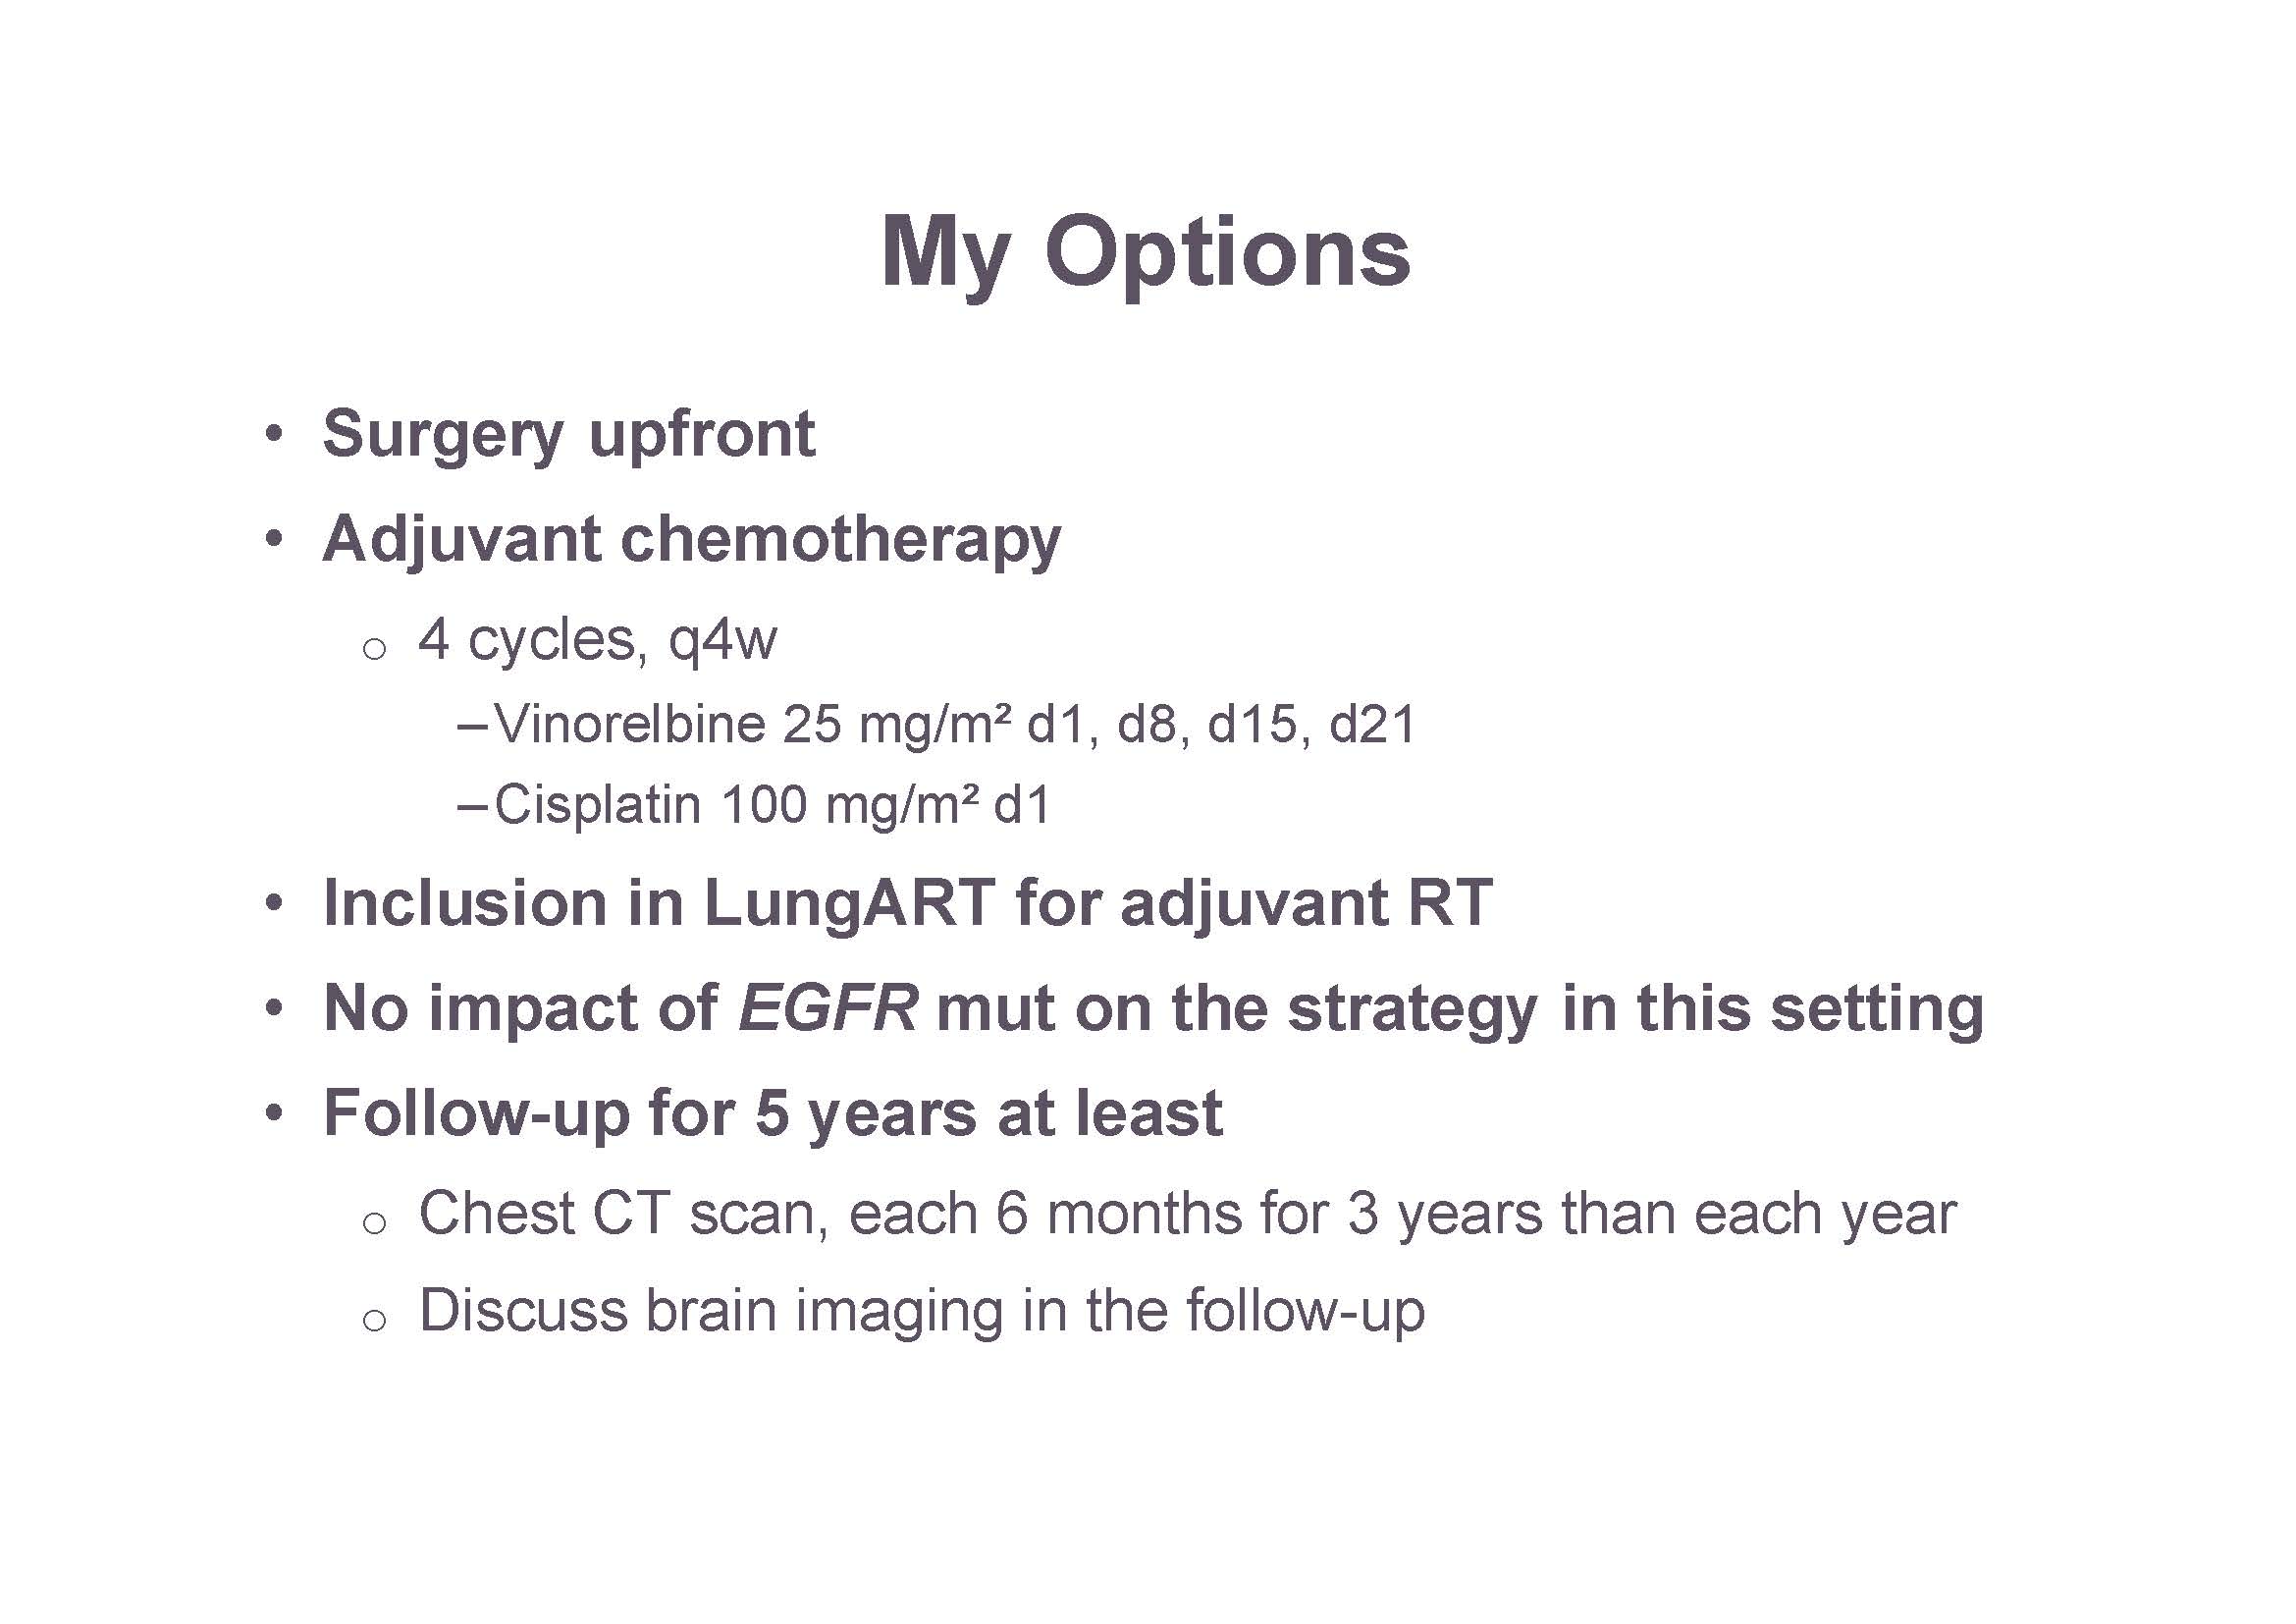 My Options
• Surgery upfront
• Adjuvant chemotherapy
o 4 cycles, q4w
–Vinorelbine 25 mg/m² d1, d8, d15, d21
–Cisplatin 100 mg/m² d1
• Inclusion in LungART for adjuvant RT
• No impact of EGFR mut on the strategy in this setting
• Follow-up for 5 years at least
o Chest CT scan, each 6 months for 3 years than each year
o Discuss brain imaging in the follow-up